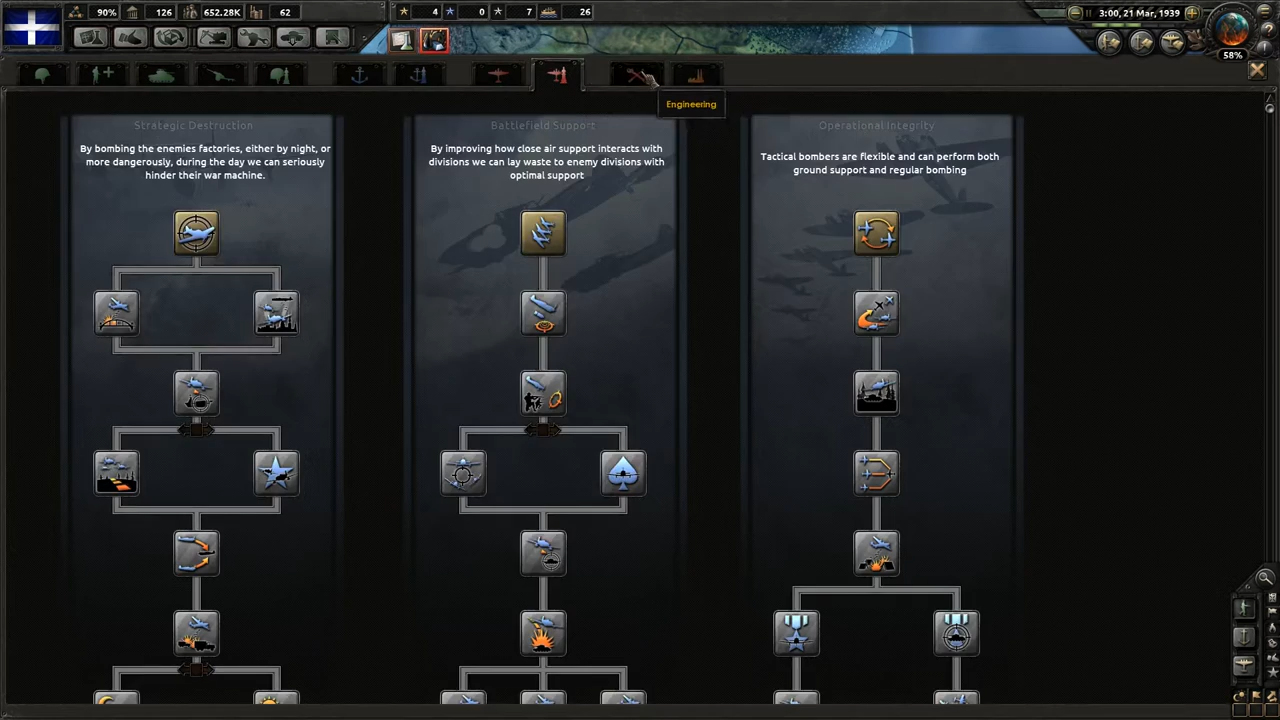 90% 126 652.28K 62 4 0 7 26 3:00, 21 Mar, 1939
58%
Engineering
Strategic Destruction
By bombing the enemies factories, either by night, or
more dangerously, during the day we can seriously
hinder their war machine.
Battlefield Support
By improving how close air support interacts with
divisions we can lay waste to enemy divisions with
optimal support
Operational Integrity
Tactical bombers are flexible and can perform both
ground support and regular bombing